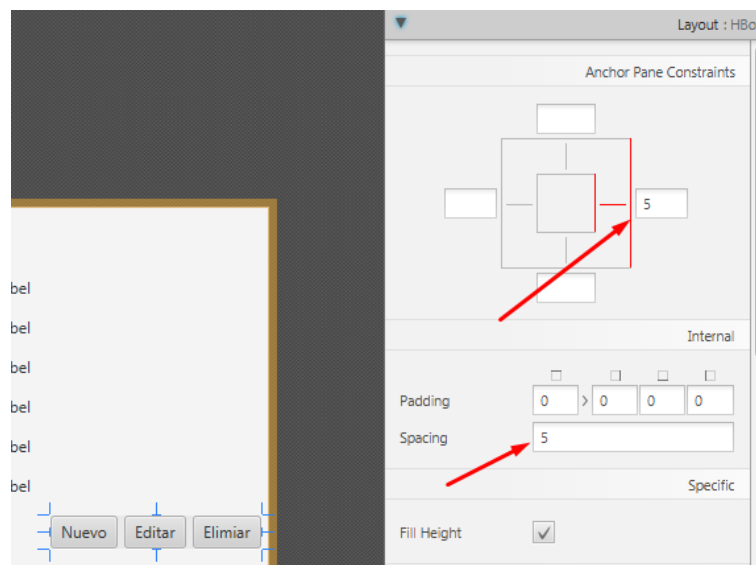 Layout : HBo
Anchor Pane Constraints
5
Internal
Padding 0 > 0 0 0
Spacing 5
Specific
Fill Height
bel
bel
bel
bel
bel
bel
Nuevo Editar Elimiar